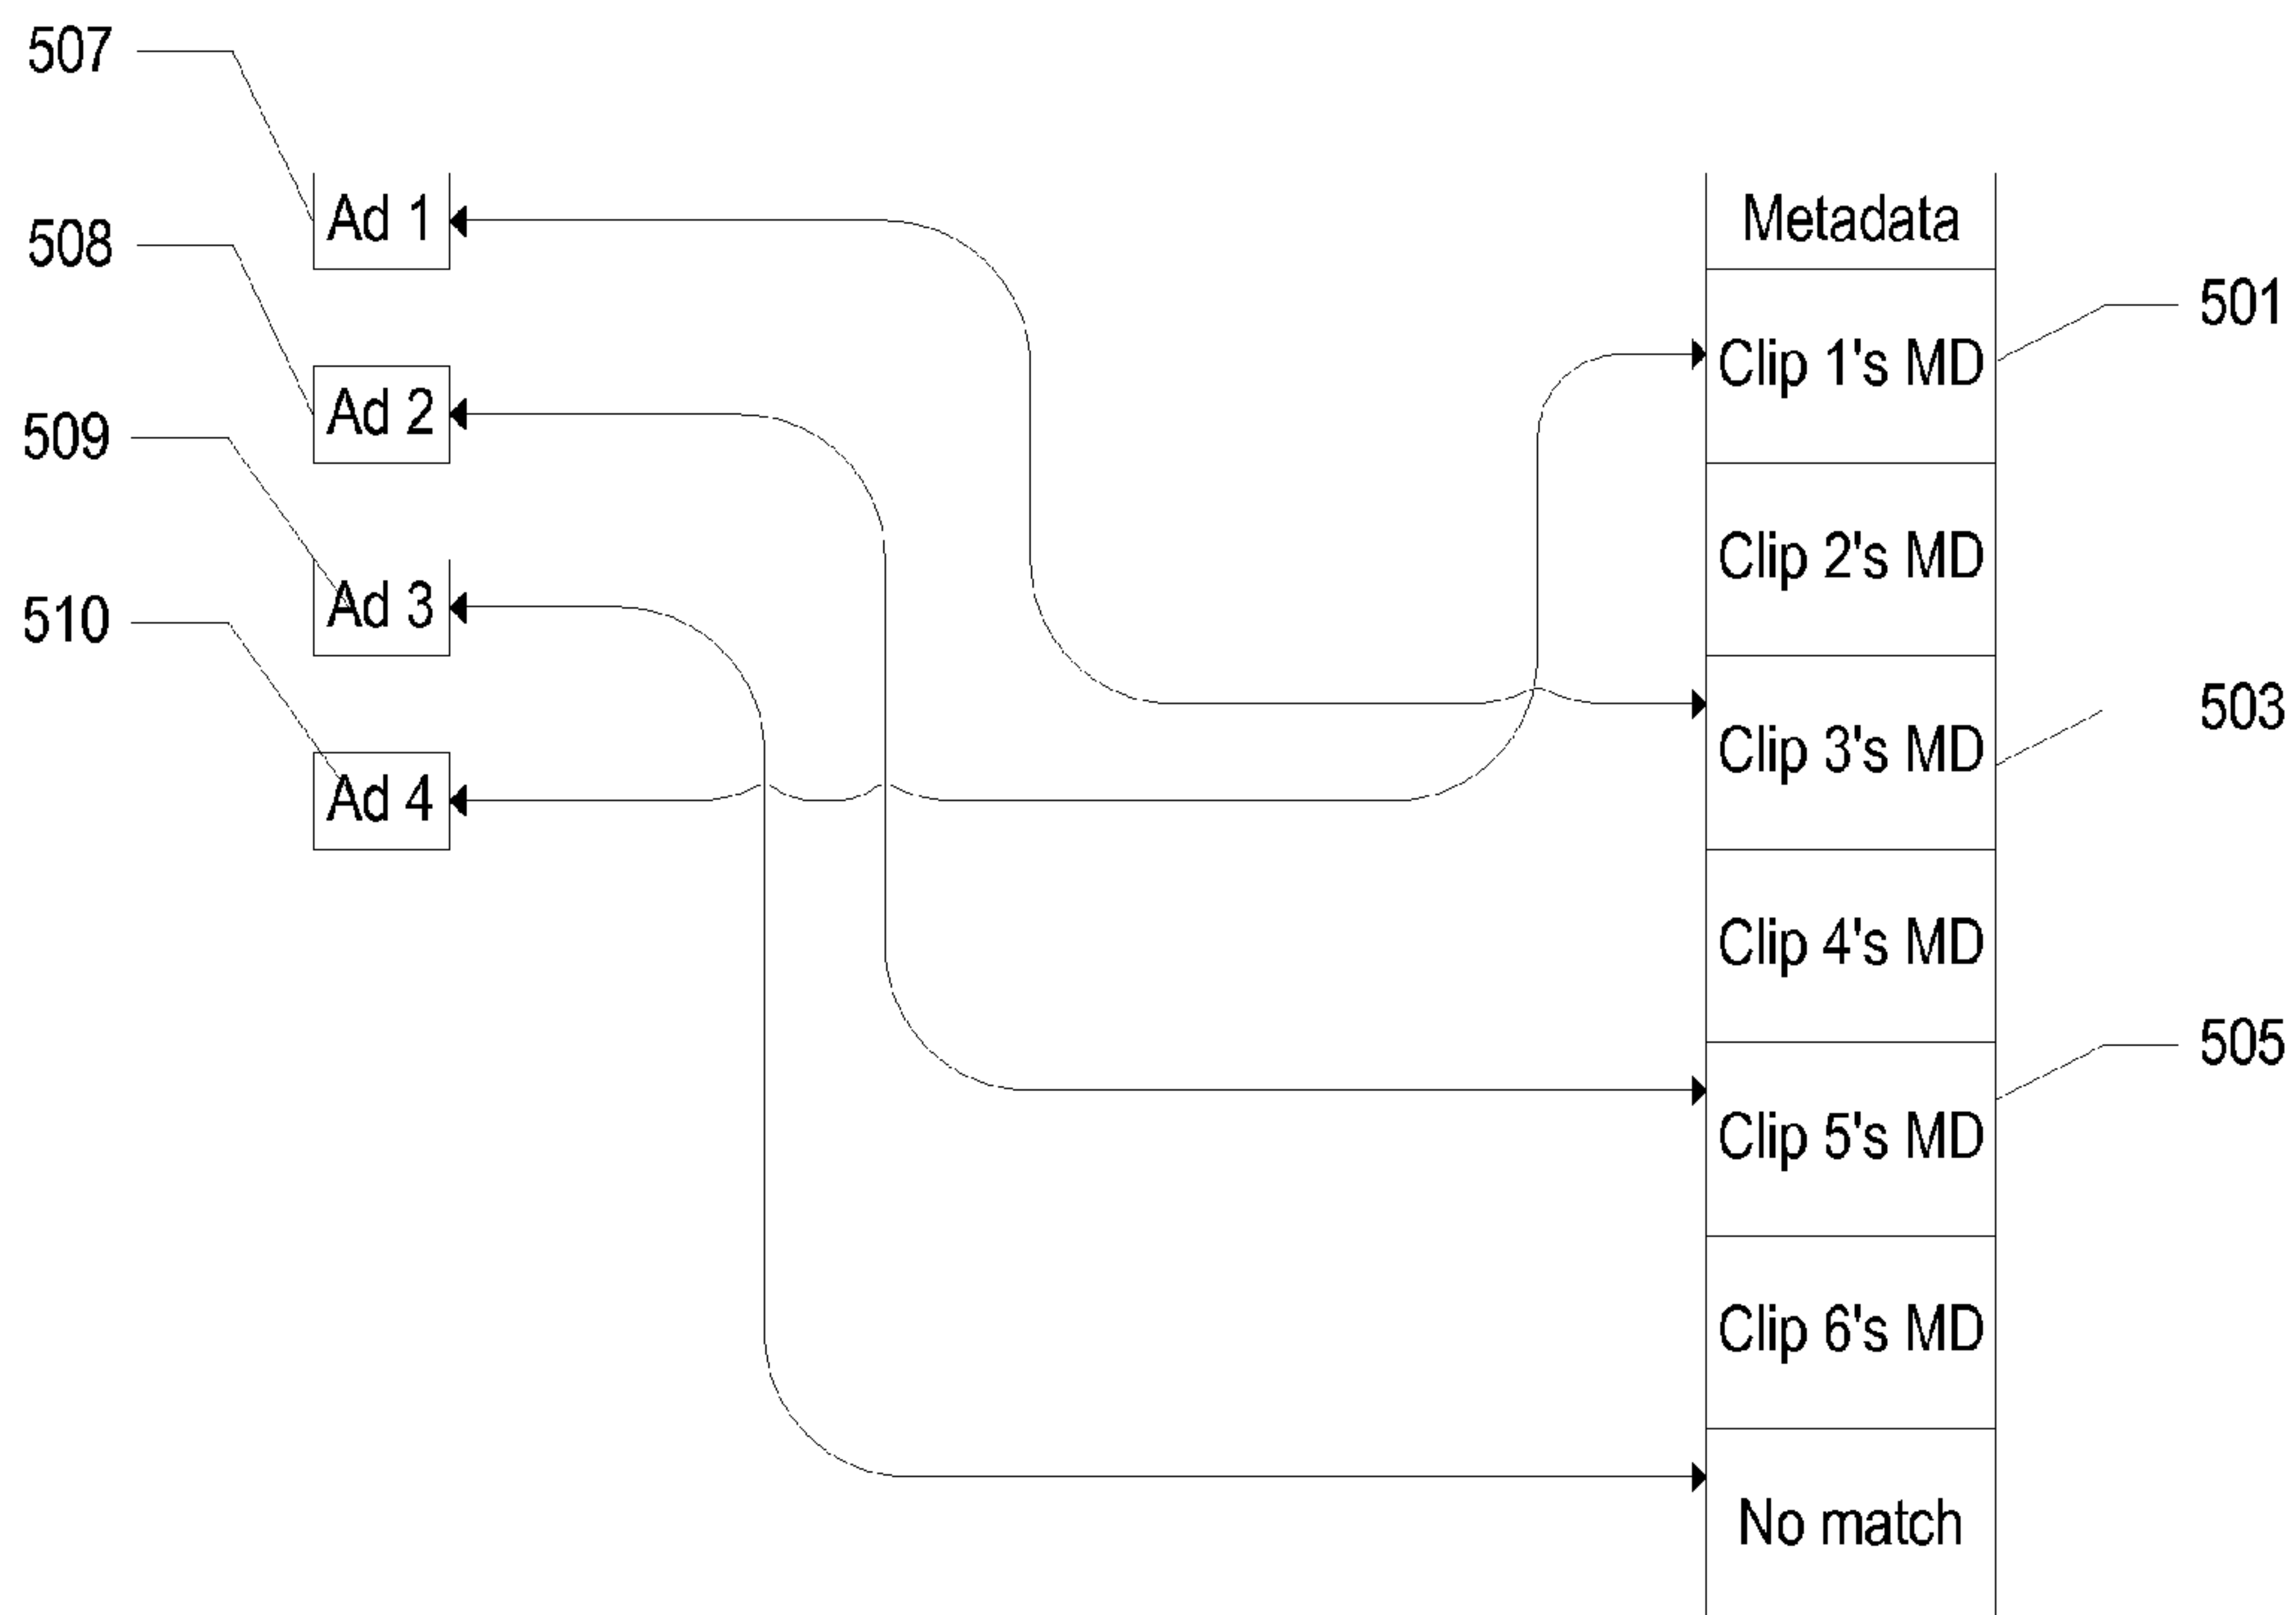 507
508
509
510
Ad 1
Ad 2
Ad 3
Ad 4
Metadata
Clip 1's MD
Clip 2's MD
Clip 3's MD
Clip 4's MD
Clip 5's MD
Clip 6's MD
No match
501
503
505